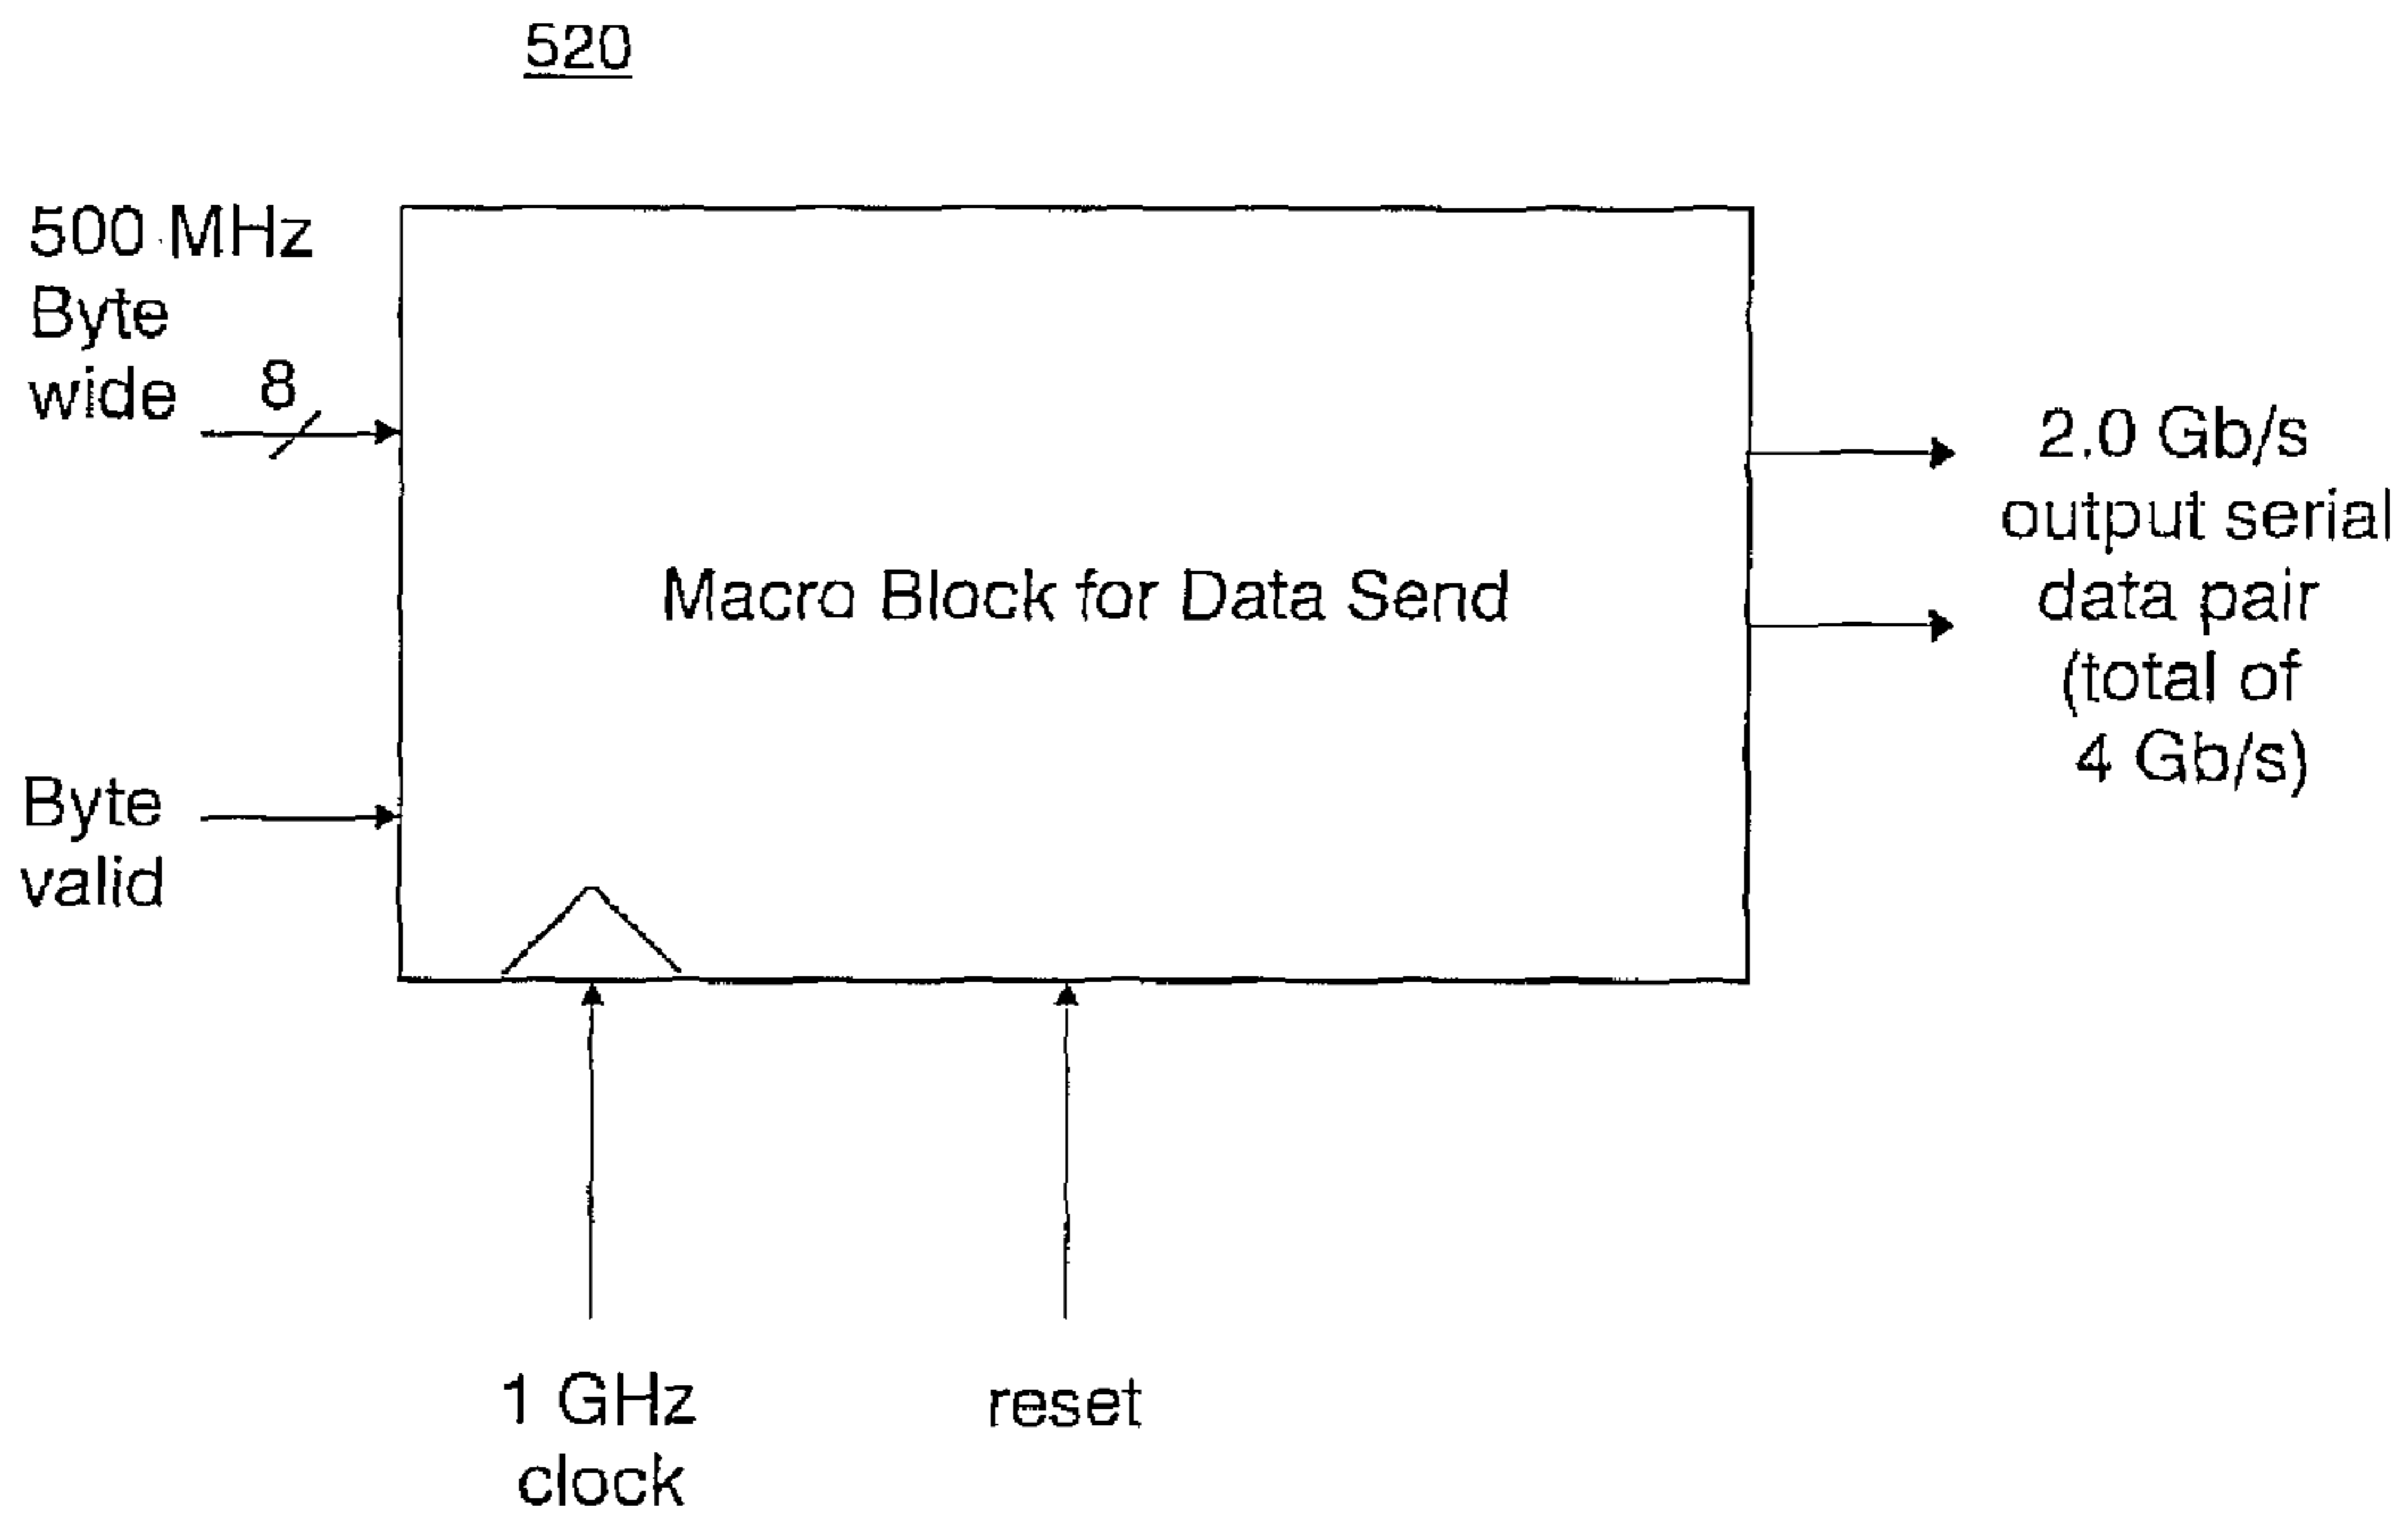 520
500 MHz
Byte
wide
8
Byte
valid
Macro Block for Data Send
2.0 Gb/s
output serial
data pair
(total of
4 Gb/s)
1 GHz
clock
reset